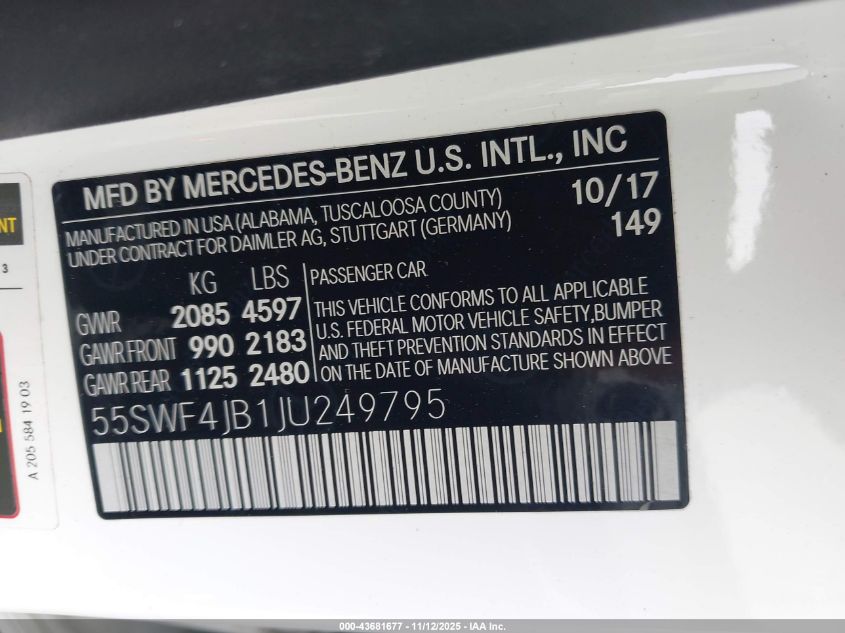 MFD BY MERCEDES-BENZ U.S. INTL., INC
MANUFACTURED IN USA (ALABAMA, TUSCALOOSA COUNTY)
UNDER CONTRACT FOR DAIMLER AG, STUTTGART (GERMANY)
10/17
149
KG LBS
GVWR 2085 4597
GAWR FRONT 990 2183
GAWR REAR 1125 2480
PASSENGER CAR
THIS VEHICLE CONFORMS TO ALL APPLICABLE
U.S. FEDERAL MOTOR VEHICLE SAFETY,BUMPER
AND THEFT PREVENTION STANDARDS IN EFFECT
ON THE DATE OF MANUFACTURE SHOWN ABOVE
55SWF4JB1JU249795
NT
3
A 205 584 19 03
000-43681677 - 11/12/2025 - IAA Inc.